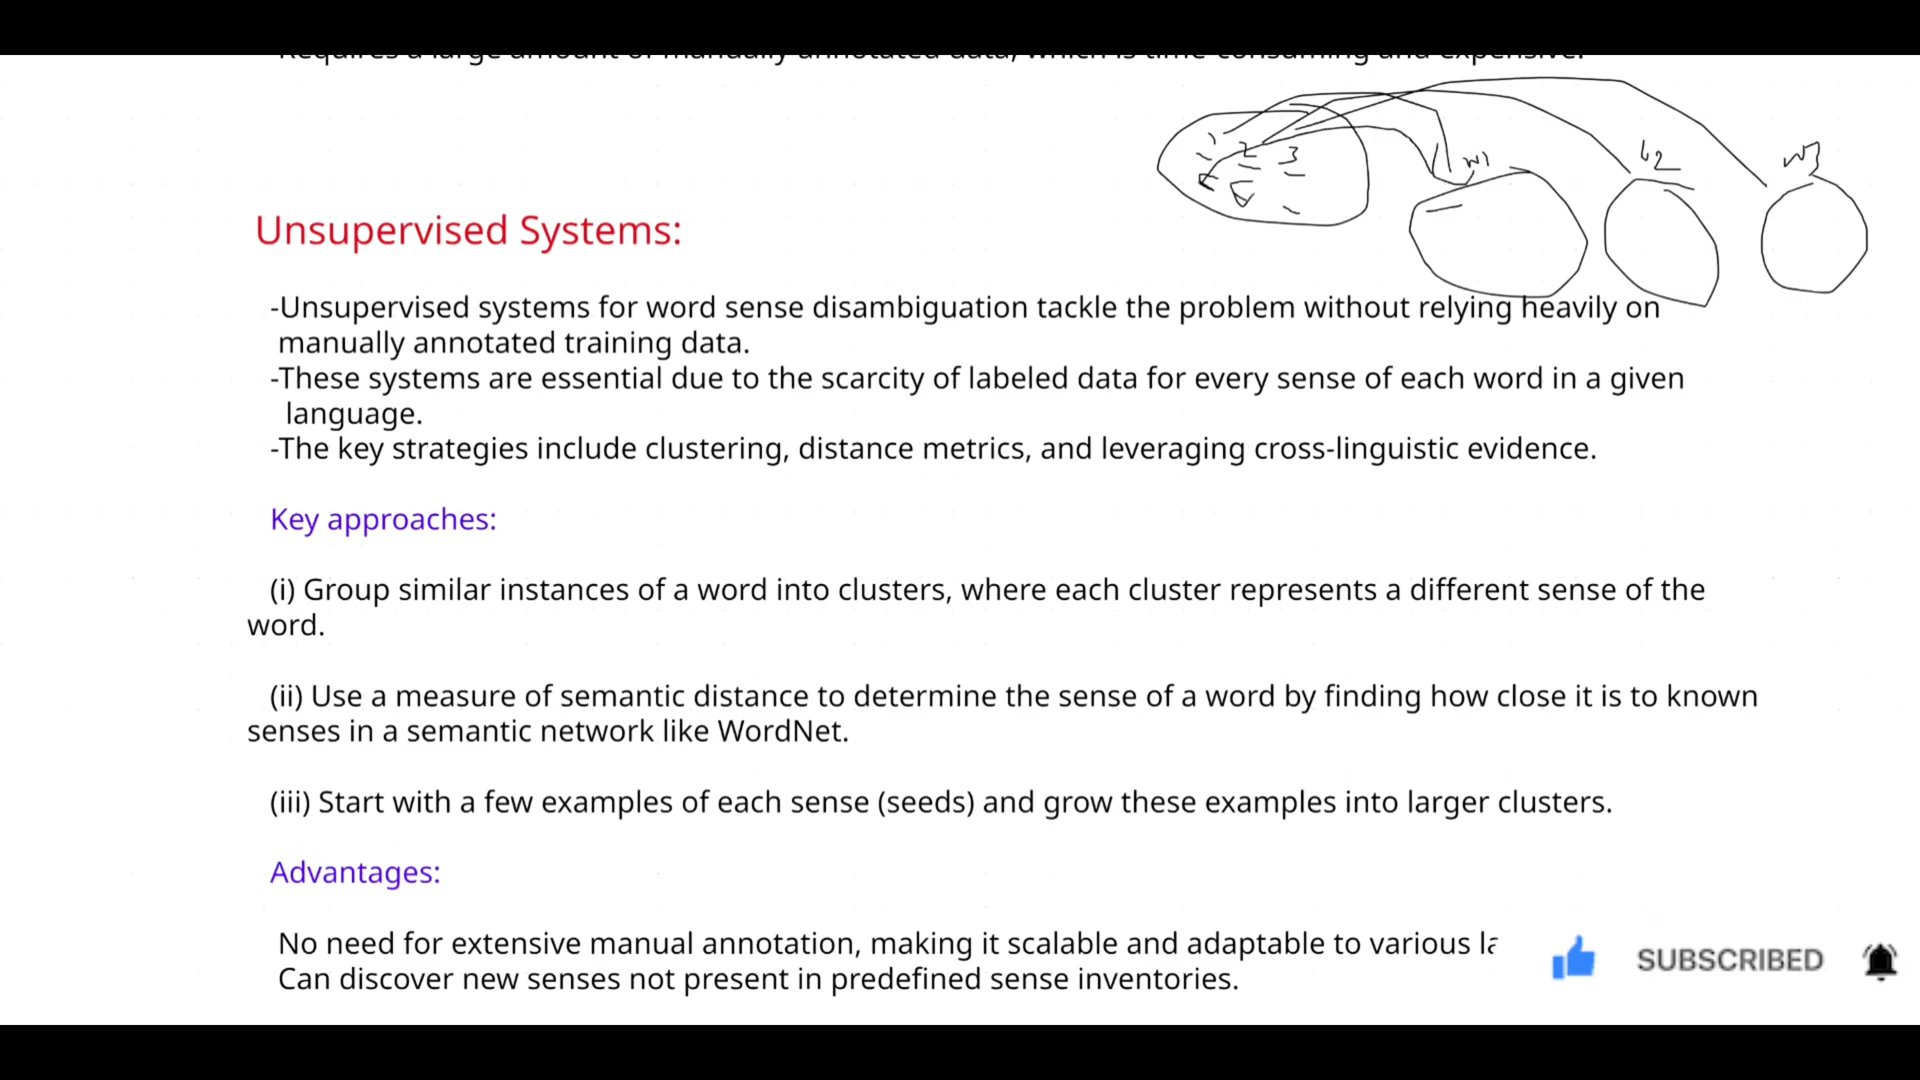 Requires a large amount of manually annotated data, which is time-consuming and expensive.
2 3
w1
w3
Unsupervised Systems:
-Unsupervised systems for word sense disambiguation tackle the problem without relying heavily on
manually annotated training data.
-These systems are essential due to the scarcity of labeled data for every sense of each word in a given
language.
-The key strategies include clustering, distance metrics, and leveraging cross-linguistic evidence.
Key approaches:
(i) Group similar instances of a word into clusters, where each cluster represents a different sense of the
word.
(ii) Use a measure of semantic distance to determine the sense of a word by finding how close it is to known
senses in a semantic network like WordNet.
(iii) Start with a few examples of each sense (seeds) and grow these examples into larger clusters.
Advantages:
No need for extensive manual annotation, making it scalable and adaptable to various
Can discover new senses not present in predefined sense inventories.
SUBSCRIBED